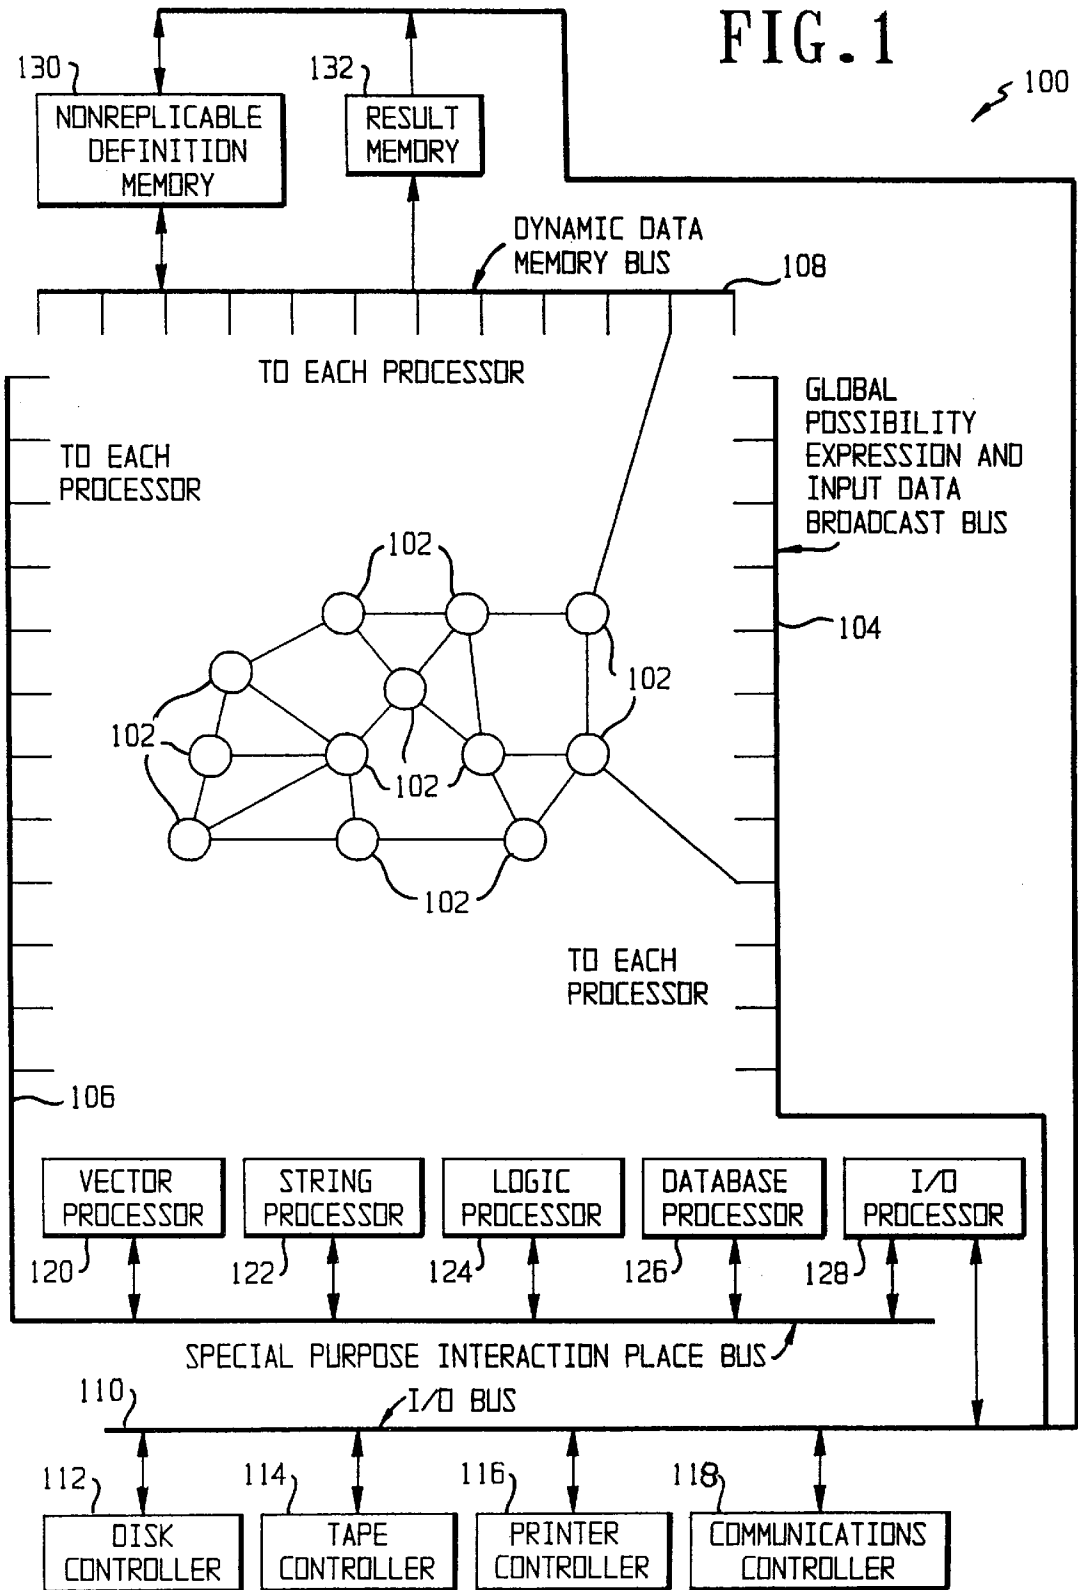 FIG.1
100
130
132
NONREPLICABLE
DEFINITION
MEMORY
RESULT
MEMORY
DYNAMIC DATA
MEMORY BUS
108
TO EACH PROCESSOR
GLOBAL
POSSIBILITY
EXPRESSION AND
INPUT DATA
BROADCAST BUS
TO EACH
PROCESSOR
102
104
102
102
102
102
TO EACH
PROCESSOR
106
VECTOR
PROCESSOR
STRING
PROCESSOR
LOGIC
PROCESSOR
DATABASE
PROCESSOR
I/O
PROCESSOR
120
122
124
126
128
SPECIAL PURPOSE INTERACTION PLACE BUS
110
I/O BUS
112
114
116
118
DISK
CONTROLLER
TAPE
CONTROLLER
PRINTER
CONTROLLER
COMMUNICATIONS
CONTROLLER